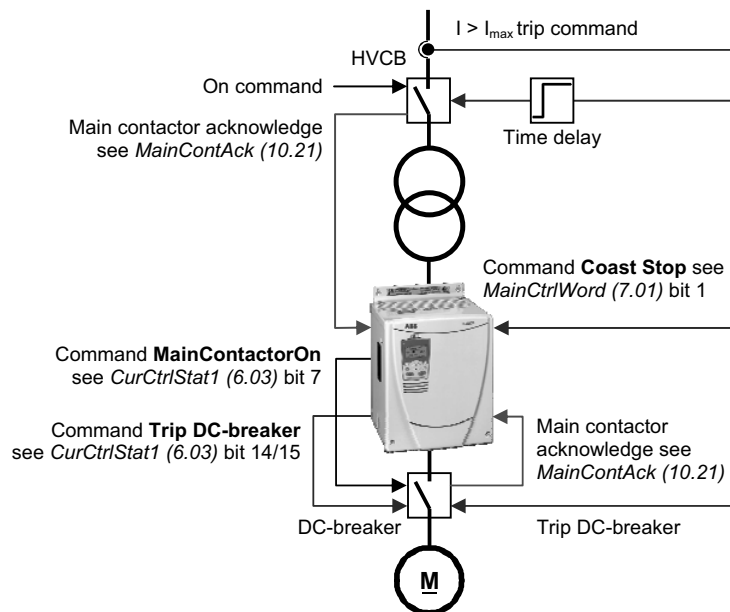 I > Imax trip command
HVCB
On command
Main contactor acknowledge
see MainContAck (10.21)
Time delay
Command Coast Stop see
MainCtrlWord (7.01) bit 1
ABB
Command MainContactorOn
see CurCtrlStat1 (6.03) bit 7
Command Trip DC-breaker
see CurCtrlStat1 (6.03) bit 14/15
Main contactor
acknowledge see
MainContAck (10.21)
DC-breaker
Trip DC-breaker
M